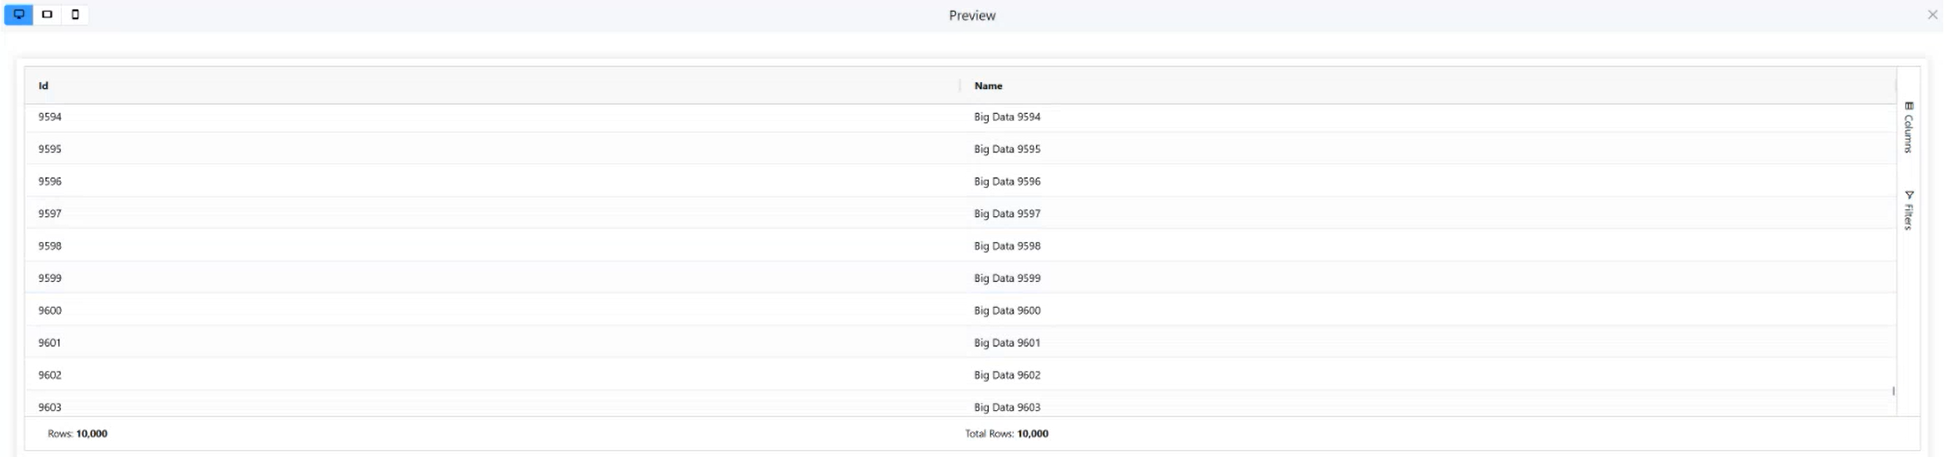 Preview
Id Name
9594 Big Data 9594
9595 Big Data 9595
9596 Big Data 9596
9597 Big Data 9597
9598 Big Data 9598
9599 Big Data 9599
9600 Big Data 9600
9601 Big Data 9601
9602 Big Data 9602
9603 Big Data 9603
Rows: 10,000 Total Rows: 10,000
Columns
Filters